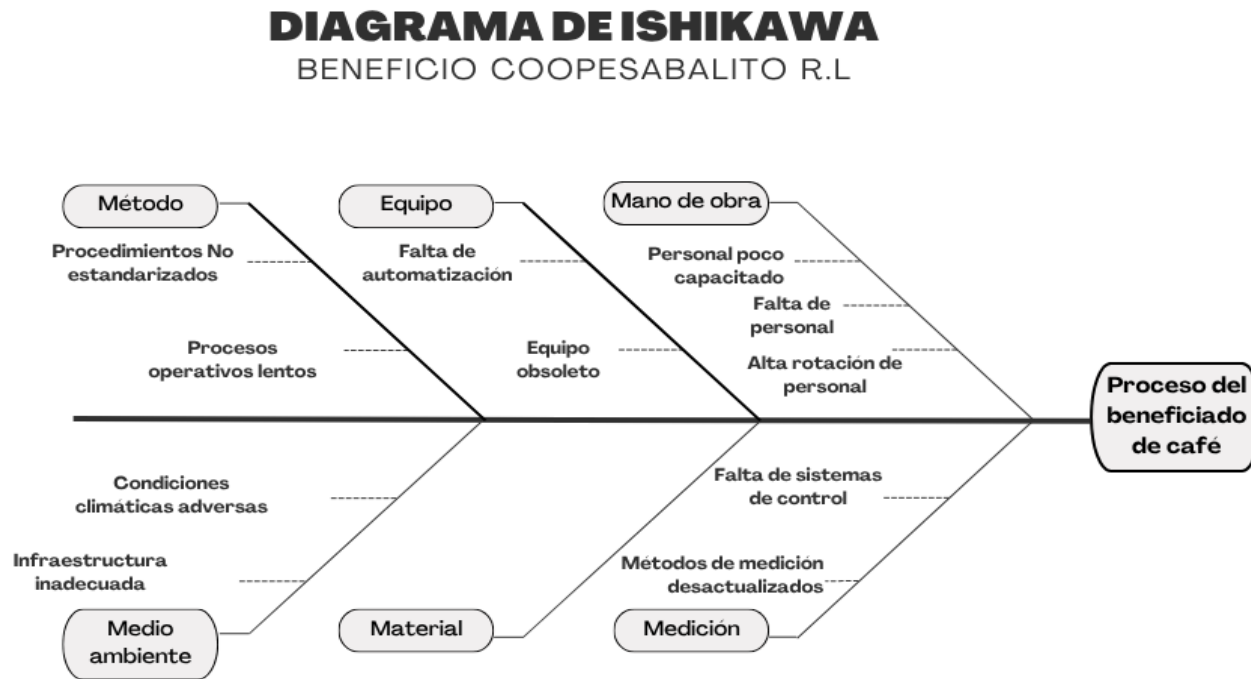 DIAGRAMA DE ISHIKAWA
BENEFICIO COOPESABALITO R.L
Método
Procedimientos No
estandarizados
Procesos
operativos lentos
Equipo
Falta de
automatización
Equipo
obsoleto
Mano de obra
Personal poco
capacitado
Falta de
personal
Alta rotación de
personal
Proceso del
beneficiado
de café
Condiciones
climáticas adversas
Infraestructura
inadecuada
Medio
ambiente
Material
Falta de sistemas
de control
Métodos de medición
desactualizados
Medición